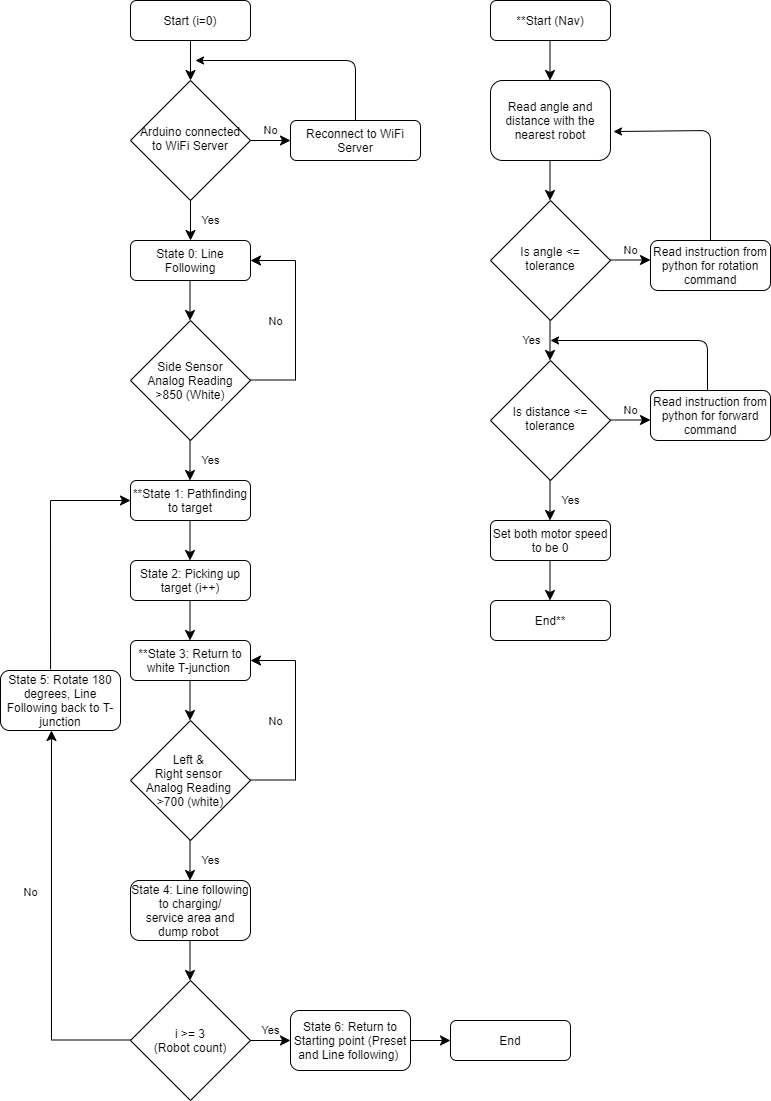 Start (i=0)
Arduino connected
to WiFi Server
No
Reconnect to WiFi
Server
Yes
State 0: Line
Following
No
Side Sensor
Analog Reading
>850 (White)
Yes
**State 1: Pathfinding
to target
State 2: Picking up
target (i++)
**State 3: Return to
white T-junction
State 5: Rotate 180
degrees, Line
Following back to T-
junction
No
Left &
Right sensor
Analog Reading
>700 (white)
Yes
State 4: Line following
to charging/
service area and
dump robot
No
i >= 3
(Robot count)
Yes
State 6: Return to
Starting point (Preset
and Line following)
End
**Start (Nav)
Read angle and
distance with the
nearest robot
Is angle <=
tolerance
No
Read instruction from
python for rotation
command
Yes
Is distance <=
tolerance
No
Read instruction from
python for forward
command
Yes
Set both motor speed
to be 0
End**